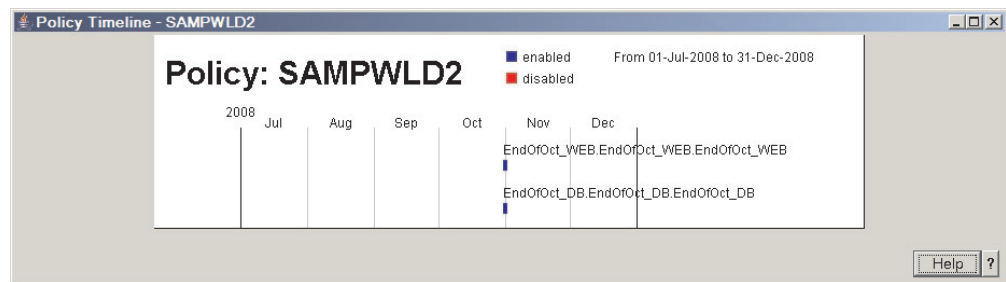 Policy Timeline - SAMPWLD2
Policy: SAMPWLD2
enabled
disabled
From 01-Jul-2008 to 31-Dec-2008
2008
Jul Aug Sep Oct Nov Dec
EndOfOct_WEB.EndOfOct_WEB.EndOfOct_WEB
EndOfOct_DB.EndOfOct_DB.EndOfOct_DB
Help ?